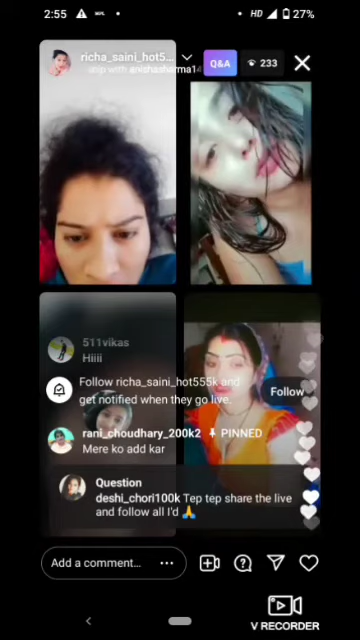 2:55
HD 27%
richa_saini_hot5...
Q&A
233
with anishasharma14
511vikas
Hiiii
Follow richa_saini_hot555k and
get notified when they go live.
Follow
rani_choudhary_200k2 PINNED
Mere ko add kar
Question
deshi_chori100k Tep tep share the live
and follow all I'd 🙏
Add a comment...
V RECORDER